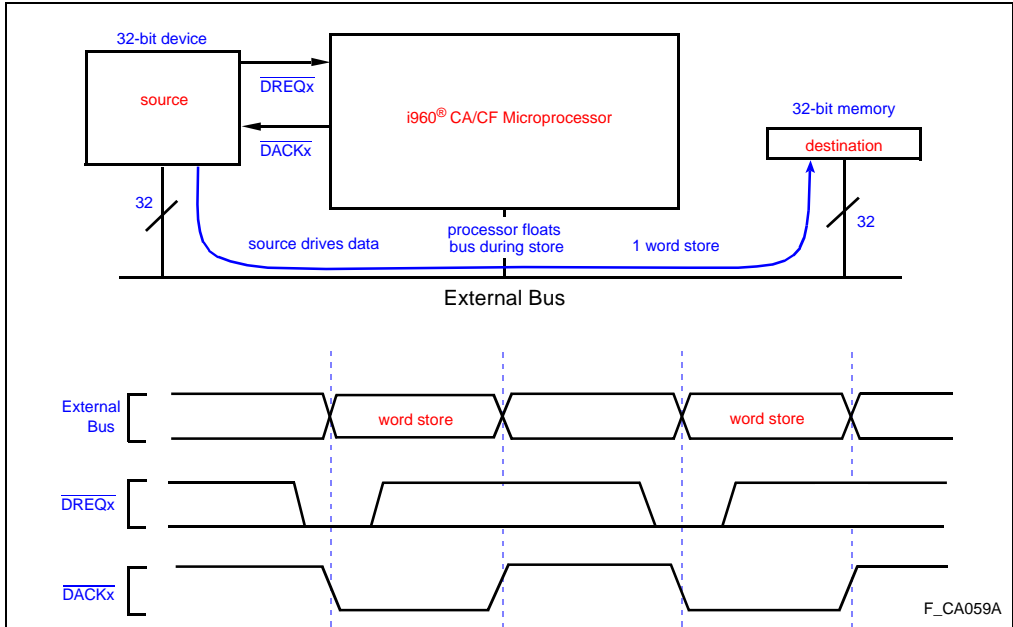 32-bit device
source
DREQx
DACKx
i960® CA/CF Microprocessor
32-bit memory
destination
32
32
source drives data
processor floats
bus during store
1 word store
External Bus
External
Bus
word store
word store
DREQx
DACKx
F_CA059A